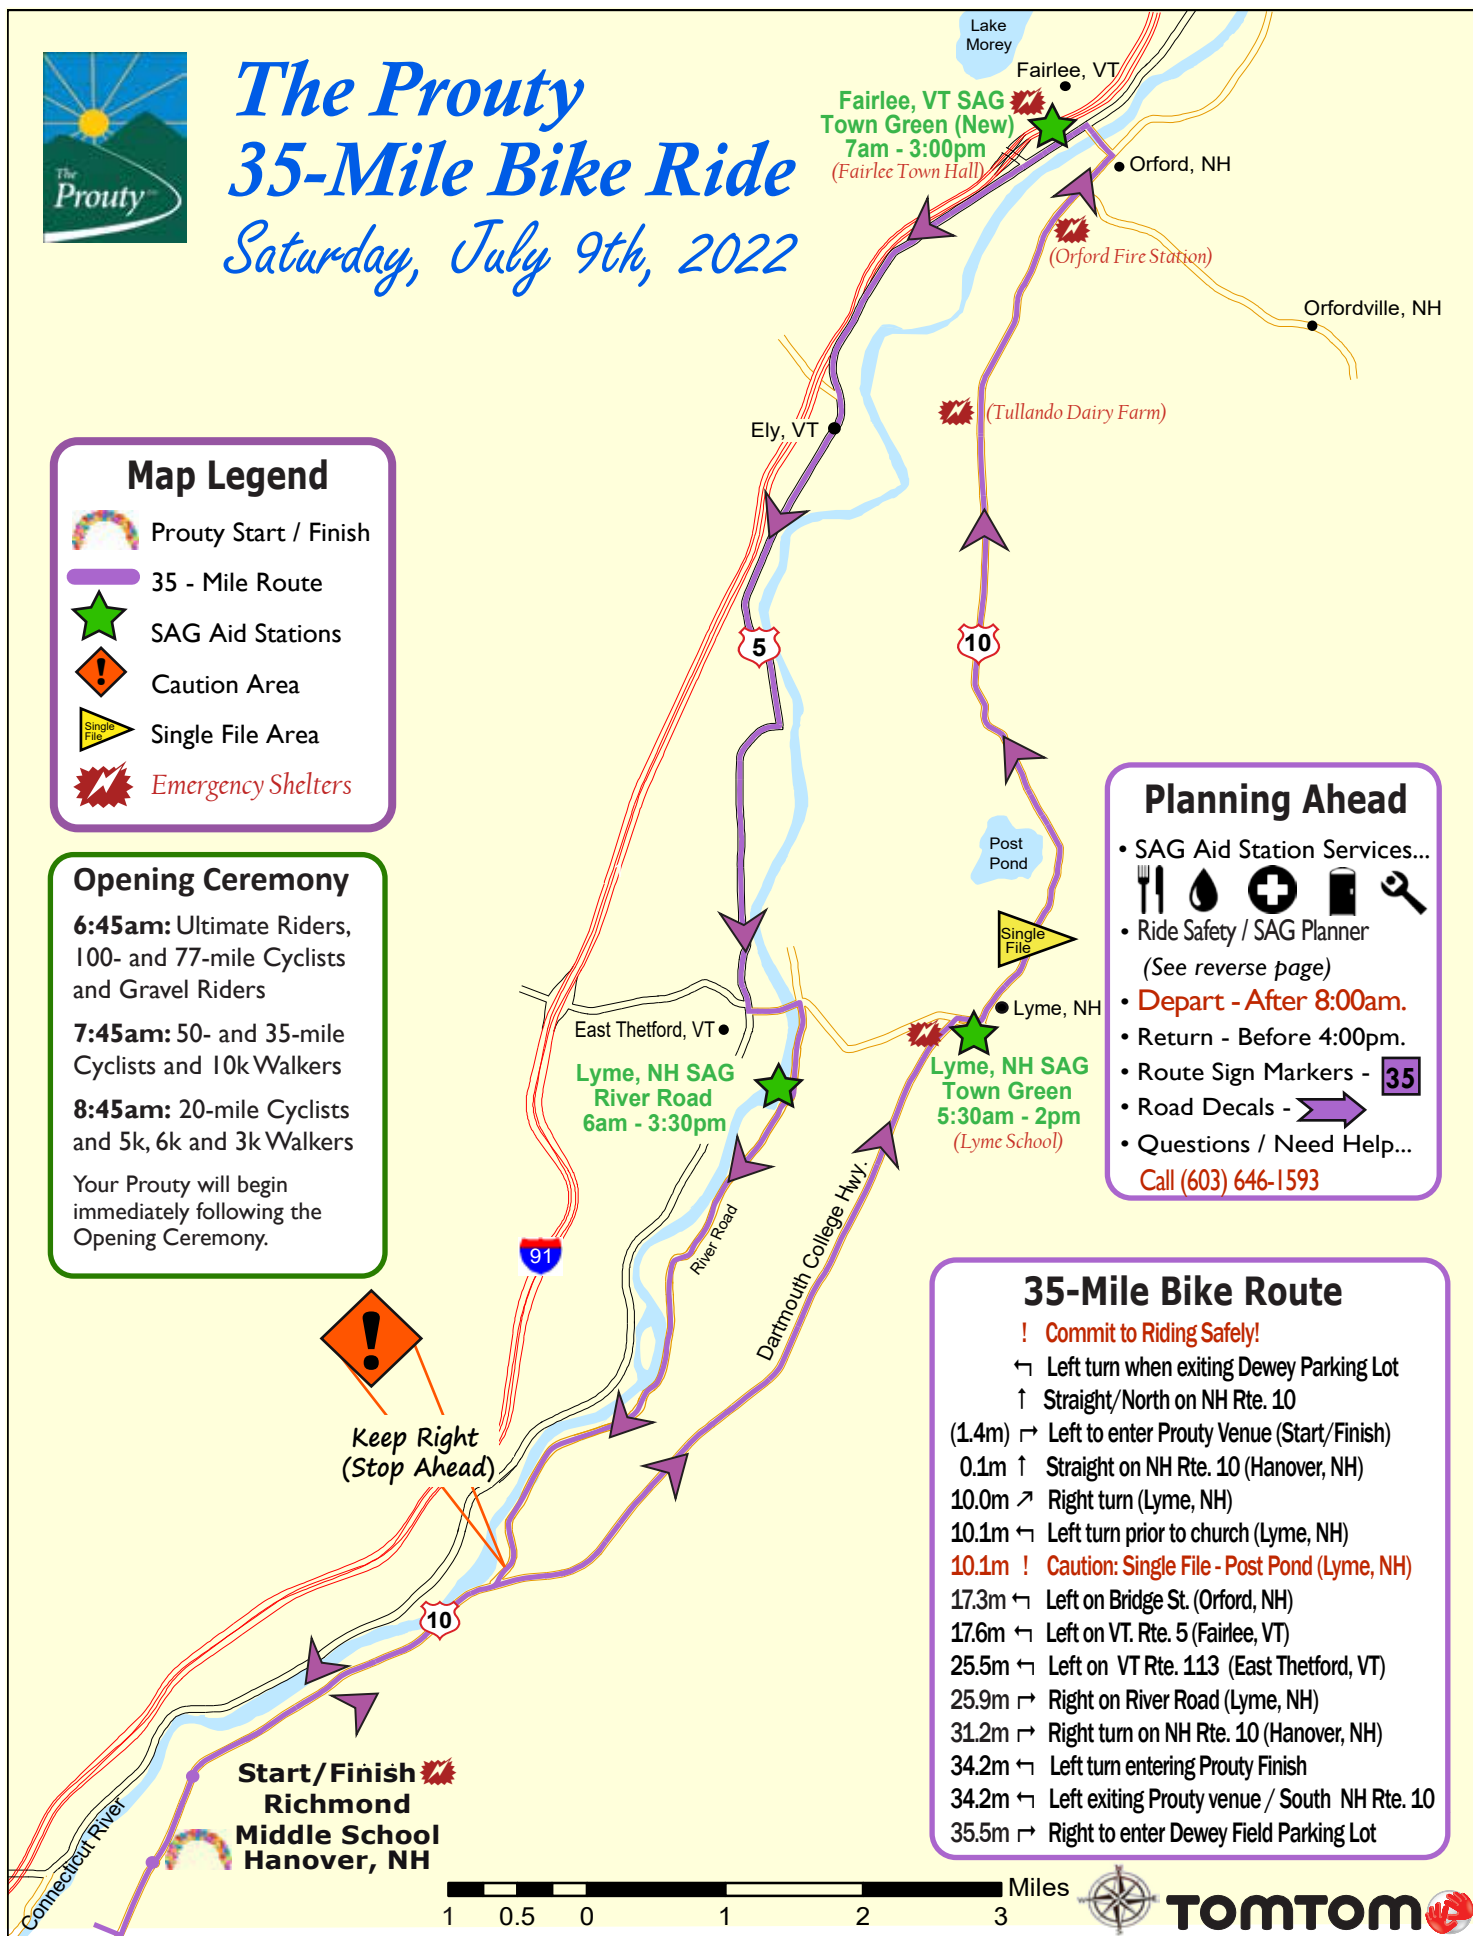 The Prouty
35-Mile Bike Ride
Saturday, July 9th, 2022
The
Prouty
Lake
Morey
Fairlee, VT
Fairlee, VT SAG
Town Green (New)
7am - 3:00pm
(Fairlee Town Hall)
Orford, NH
(Orford Fire Station)
Orfordville, NH
(Tullando Dairy Farm)
Ely, VT
Map Legend
Prouty Start / Finish
35 - Mile Route
SAG Aid Stations
!
Caution Area
Single
File
Single File Area
Emergency Shelters
5
10
Opening Ceremony
6:45am: Ultimate Riders,
100- and 77-mile Cyclists
and Gravel Riders
7:45am: 50- and 35-mile
Cyclists and 10k Walkers
8:45am: 20-mile Cyclists
and 5k, 6k and 3k Walkers
Your Prouty will begin
immediately following the
Opening Ceremony.
Post
Pond
Single
File
Lyme, NH
East Thetford, VT
Lyme, NH SAG
River Road
6am - 3:30pm
Lyme, NH SAG
Town Green
5:30am - 2pm
(Lyme School)
Planning Ahead
• SAG Aid Station Services...
• Ride Safety / SAG Planner
(See reverse page)
• Depart - After 8:00am.
• Return - Before 4:00pm.
• Route Sign Markers - 35
• Road Decals -
• Questions / Need Help...
Call (603) 646-1593
River Road
Dartmouth College Hwy.
91
!
Keep Right
(Stop Ahead)
10
35-Mile Bike Route
! Commit to Riding Safely!
↰ Left turn when exiting Dewey Parking Lot
↑ Straight/North on NH Rte. 10
(1.4m) ↱ Left to enter Prouty Venue (Start/Finish)
0.1m ↑ Straight on NH Rte. 10 (Hanover, NH)
10.0m ↗ Right turn (Lyme, NH)
10.1m ↰ Left turn prior to church (Lyme, NH)
10.1m ! Caution: Single File - Post Pond (Lyme, NH)
17.3m ↰ Left on Bridge St. (Orford, NH)
17.6m ↰ Left on VT. Rte. 5 (Fairlee, VT)
25.5m ↰ Left on VT Rte. 113 (East Thetford, VT)
25.9m ↱ Right on River Road (Lyme, NH)
31.2m ↱ Right turn on NH Rte. 10 (Hanover, NH)
34.2m ↰ Left turn entering Prouty Finish
34.2m ↰ Left exiting Prouty venue / South NH Rte. 10
35.5m ↱ Right to enter Dewey Field Parking Lot
Start/Finish
Richmond
Middle School
Hanover, NH
Connecticut River
Miles
1 0.5 0 1 2 3
TOMTOM